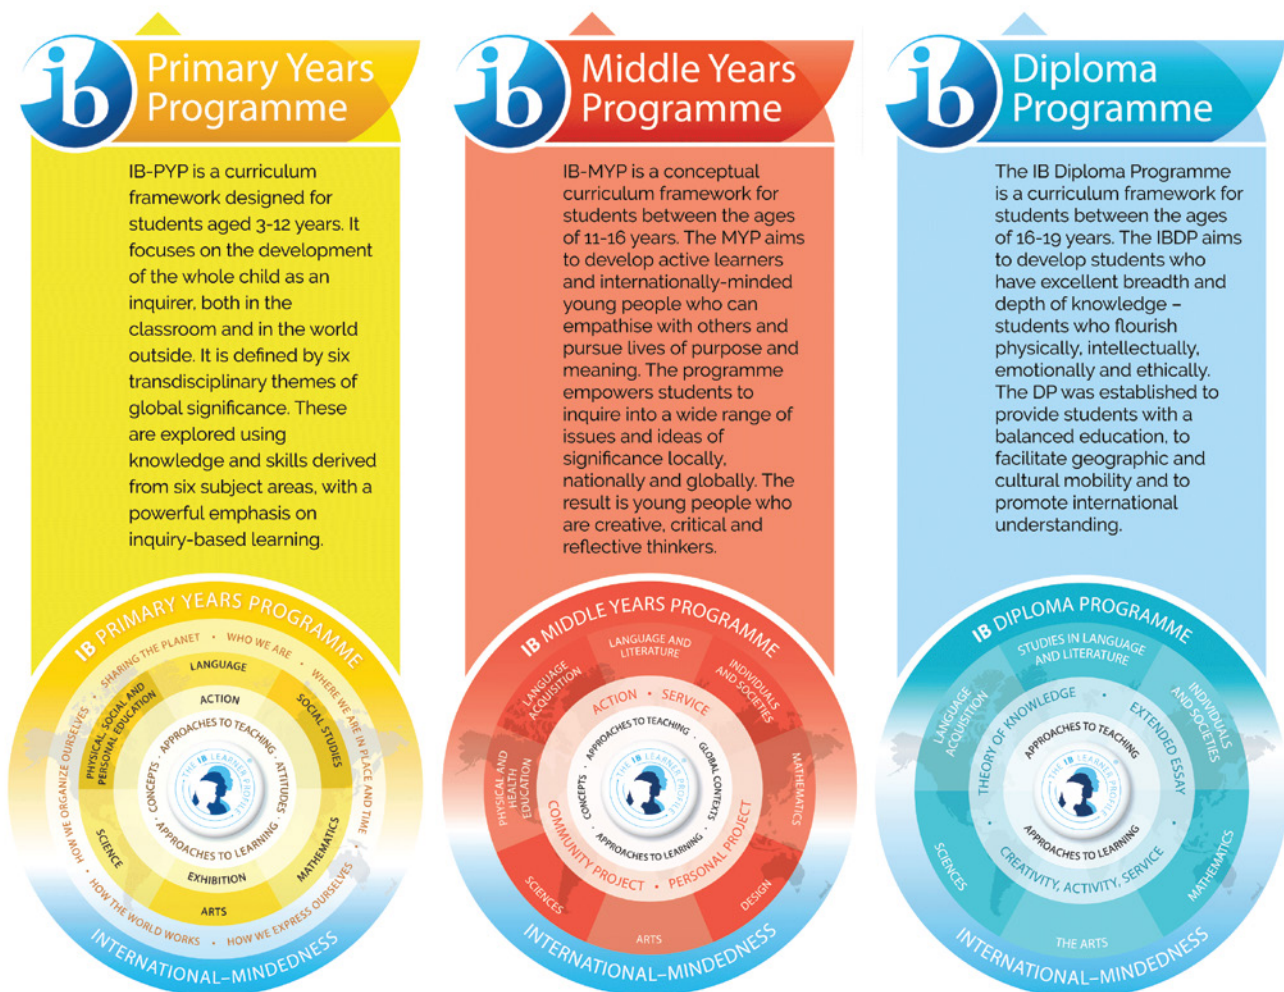 ib
Primary Years
Programme
IB-PYP is a curriculum
framework designed for
students aged 3-12 years. It
focuses on the development
of the whole child as an
inquirer, both in the
classroom and in the world
outside. It is defined by six
transdisciplinary themes of
global significance. These
are explored using
knowledge and skills derived
from six subject areas, with a
powerful emphasis on
inquiry-based learning.
IB PRIMARY YEARS PROGRAMME
SHARING THE PLANET • WHO WE ARE • WHERE WE ARE IN PLACE AND TIME •
HOW WE EXPRESS OURSELVES • HOW THE WORLD WORKS • HOW WE ORGANIZE OURSELVES •
LANGUAGE
SOCIAL STUDIES
MATHEMATICS
ARTS
SCIENCE
PHYSICAL, SOCIAL AND
PERSONAL EDUCATION
ACTION
EXHIBITION
APPROACHES TO TEACHING · ATTITUDES · APPROACHES TO LEARNING · CONCEPTS ·
THE IB LEARNER PROFILE
INTERNATIONAL–MINDEDNESS
ib
Middle Years
Programme
IB-MYP is a conceptual
curriculum framework for
students between the ages
of 11-16 years. The MYP aims
to develop active learners
and internationally-minded
young people who can
empathise with others and
pursue lives of purpose and
meaning. The programme
empowers students to
inquire into a wide range of
issues and ideas of
significance locally,
nationally and globally. The
result is young people who
are creative, critical and
reflective thinkers.
IB MIDDLE YEARS PROGRAMME
LANGUAGE AND
LITERATURE
INDIVIDUALS
AND SOCIETIES
MATHEMATICS
DESIGN
ARTS
SCIENCES
PHYSICAL AND
HEALTH
EDUCATION
LANGUAGE
ACQUISITION
ACTION • SERVICE
COMMUNITY PROJECT • PERSONAL PROJECT
APPROACHES TO TEACHING · GLOBAL CONTEXTS · APPROACHES TO LEARNING · CONCEPTS ·
THE IB LEARNER PROFILE
INTERNATIONAL–MINDEDNESS
ib
Diploma
Programme
The IB Diploma Programme
is a curriculum framework for
students between the ages
of 16-19 years. The IBDP aims
to develop students who
have excellent breadth and
depth of knowledge –
students who flourish
physically, intellectually,
emotionally and ethically.
The DP was established to
provide students with a
balanced education, to
facilitate geographic and
cultural mobility and to
promote international
understanding.
IB DIPLOMA PROGRAMME
STUDIES IN LANGUAGE
AND LITERATURE
INDIVIDUALS
AND SOCIETIES
MATHEMATICS
THE ARTS
SCIENCES
LANGUAGE
ACQUISITION
THEORY OF KNOWLEDGE • EXTENDED ESSAY • CREATIVITY, ACTIVITY, SERVICE •
APPROACHES TO TEACHING
APPROACHES TO LEARNING
THE IB LEARNER PROFILE
INTERNATIONAL–MINDEDNESS